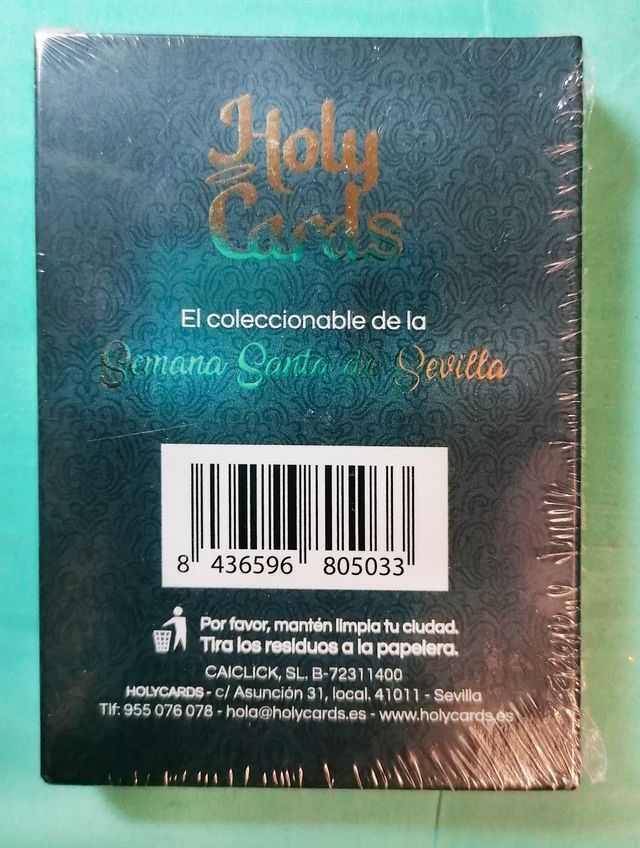 Holy
Cards
El coleccionable de la
Semana Santa de Sevilla
8 436596 805033
Por favor, mantén limpia tu ciudad.
Tira los residuos a la papelera.
CAICLICK, SL. B-72311400
HOLYCARDS - c/ Asunción 31, local. 41011 - Sevilla
Tlf: 955 076 078 - hola@holycards.es - www.holycards.es